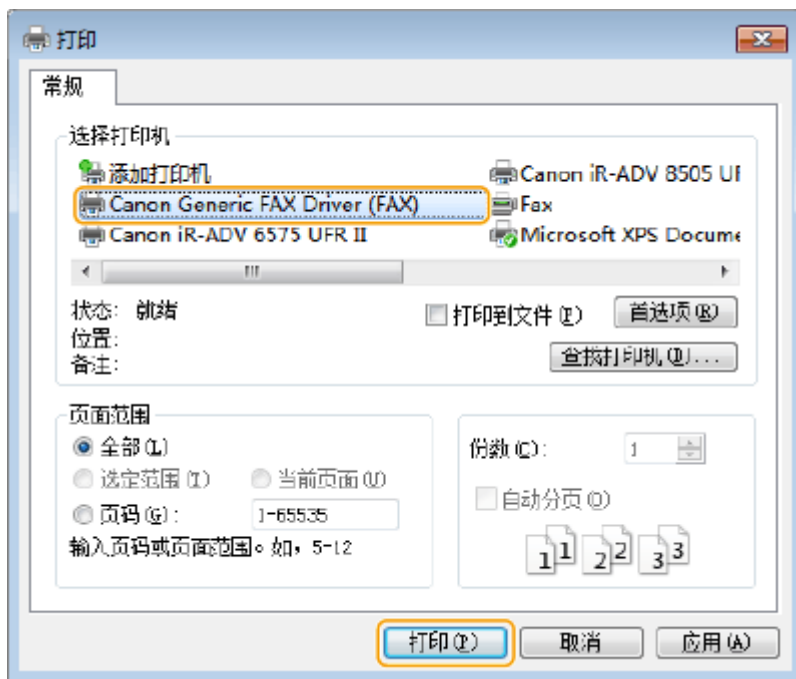 打印
常规
选择打印机
添加打印机
Canon iR-ADV 8505 UF
Canon Generic FAX Driver (FAX)
Fax
Canon iR-ADV 6575 UFR II
Microsoft XPS Docume
状态: 就绪
打印到文件(F)
首选项(R)
位置:
备注:
查找打印机(D)...
页面范围
全部(L)
份数(C): 1
选定范围(T)
当前页面(U)
自动分页(O)
页码(G): 1-65535
输入页码或页面范围。如，5-12
11 22 33
打印(P)
取消
应用(A)